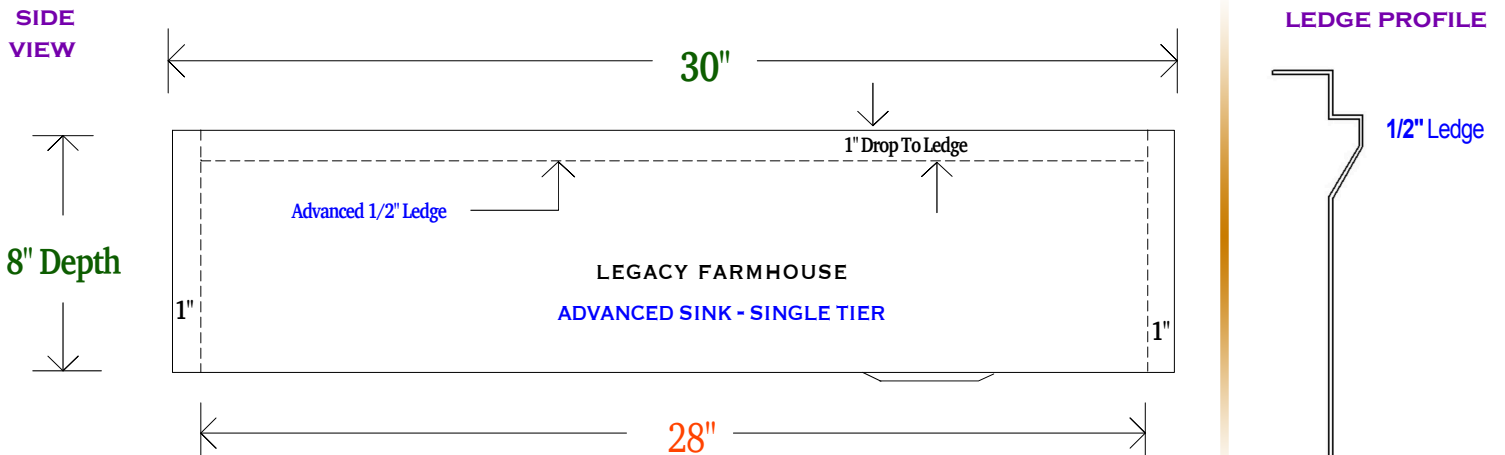 SIDE
VIEW
30"
1" Drop To Ledge
Advanced 1/2" Ledge
8" Depth
LEGACY FARMHOUSE
ADVANCED SINK - SINGLE TIER
1"
1"
28"
LEDGE PROFILE
1/2" Ledge